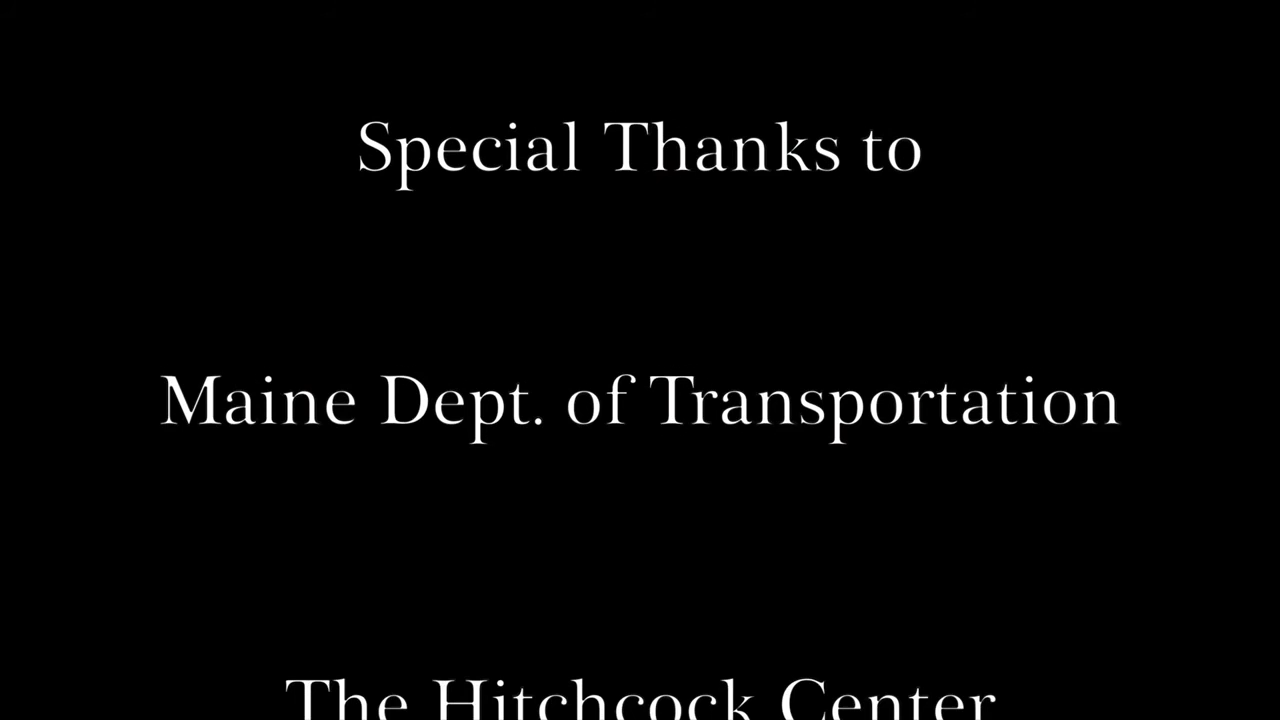 Special Thanks to
Maine Dept. of Transportation
The Hitchcock Center